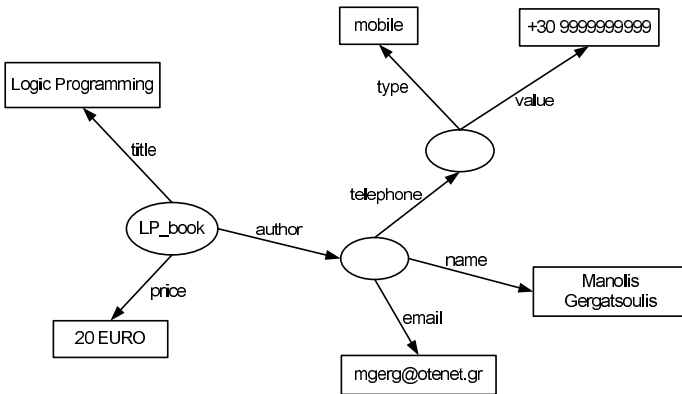 mobile
+30 9999999999
Logic Programming
type
value
title
telephone
LP_book
author
name
price
Manolis
Gergatsoulis
email
20 EURO
mgerg@otenet.gr